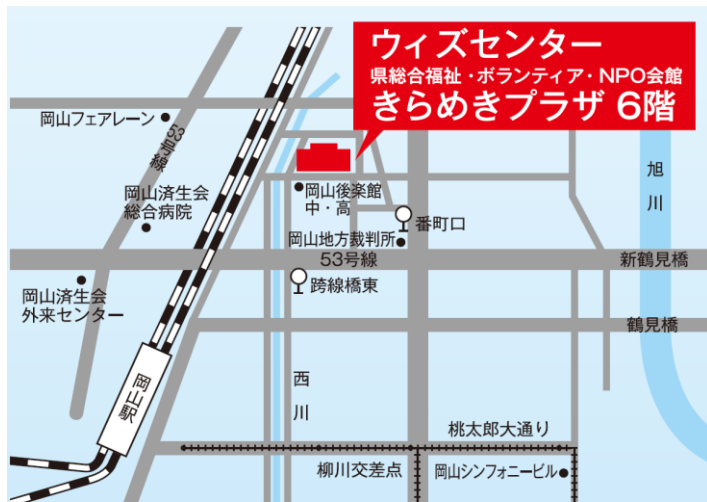 ウィズセンター
県総合福祉・ボランティア・NPO会館
きらめきプラザ 6階
岡山フェアレーン
53号線
旭川
岡山済生会
総合病院
岡山後楽館
中・高
番町口
岡山地方裁判所
53号線
新鶴見橋
跨線橋東
岡山済生会
外来センター
鶴見橋
岡山駅
西川
桃太郎大通り
柳川交差点
岡山シンフォニービル